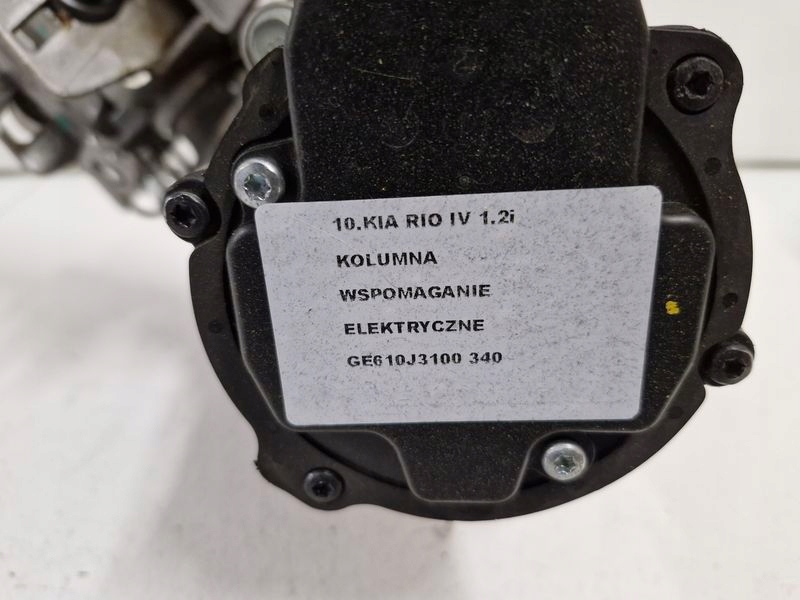 10.KIA RIO IV 1.2i
KOLUMNA
WSPOMAGANIE
ELEKTRYCZNE
GE610J3100 340